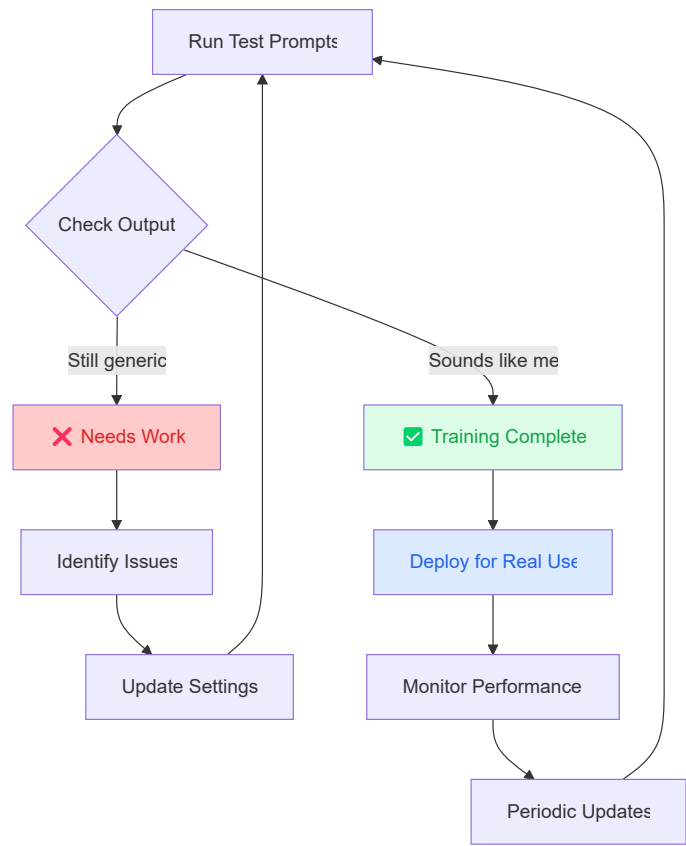 Run Test Prompts
Check Output
Still generic
Sounds like me
❌ Needs Work
✅ Training Complete
Identify Issues
Deploy for Real Use
Update Settings
Monitor Performance
Periodic Updates